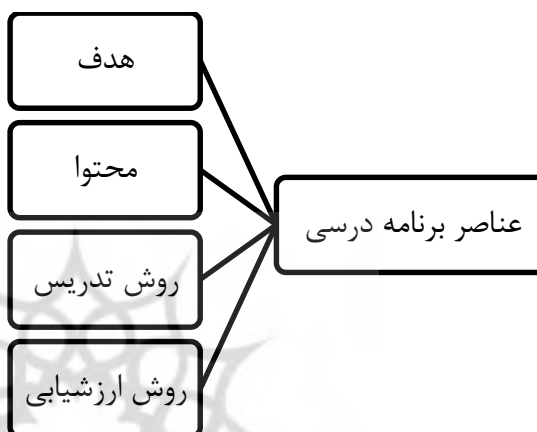 عناصر برنامه درسی
هدف
محتوا
روش تدریس
روش ارزشیابی